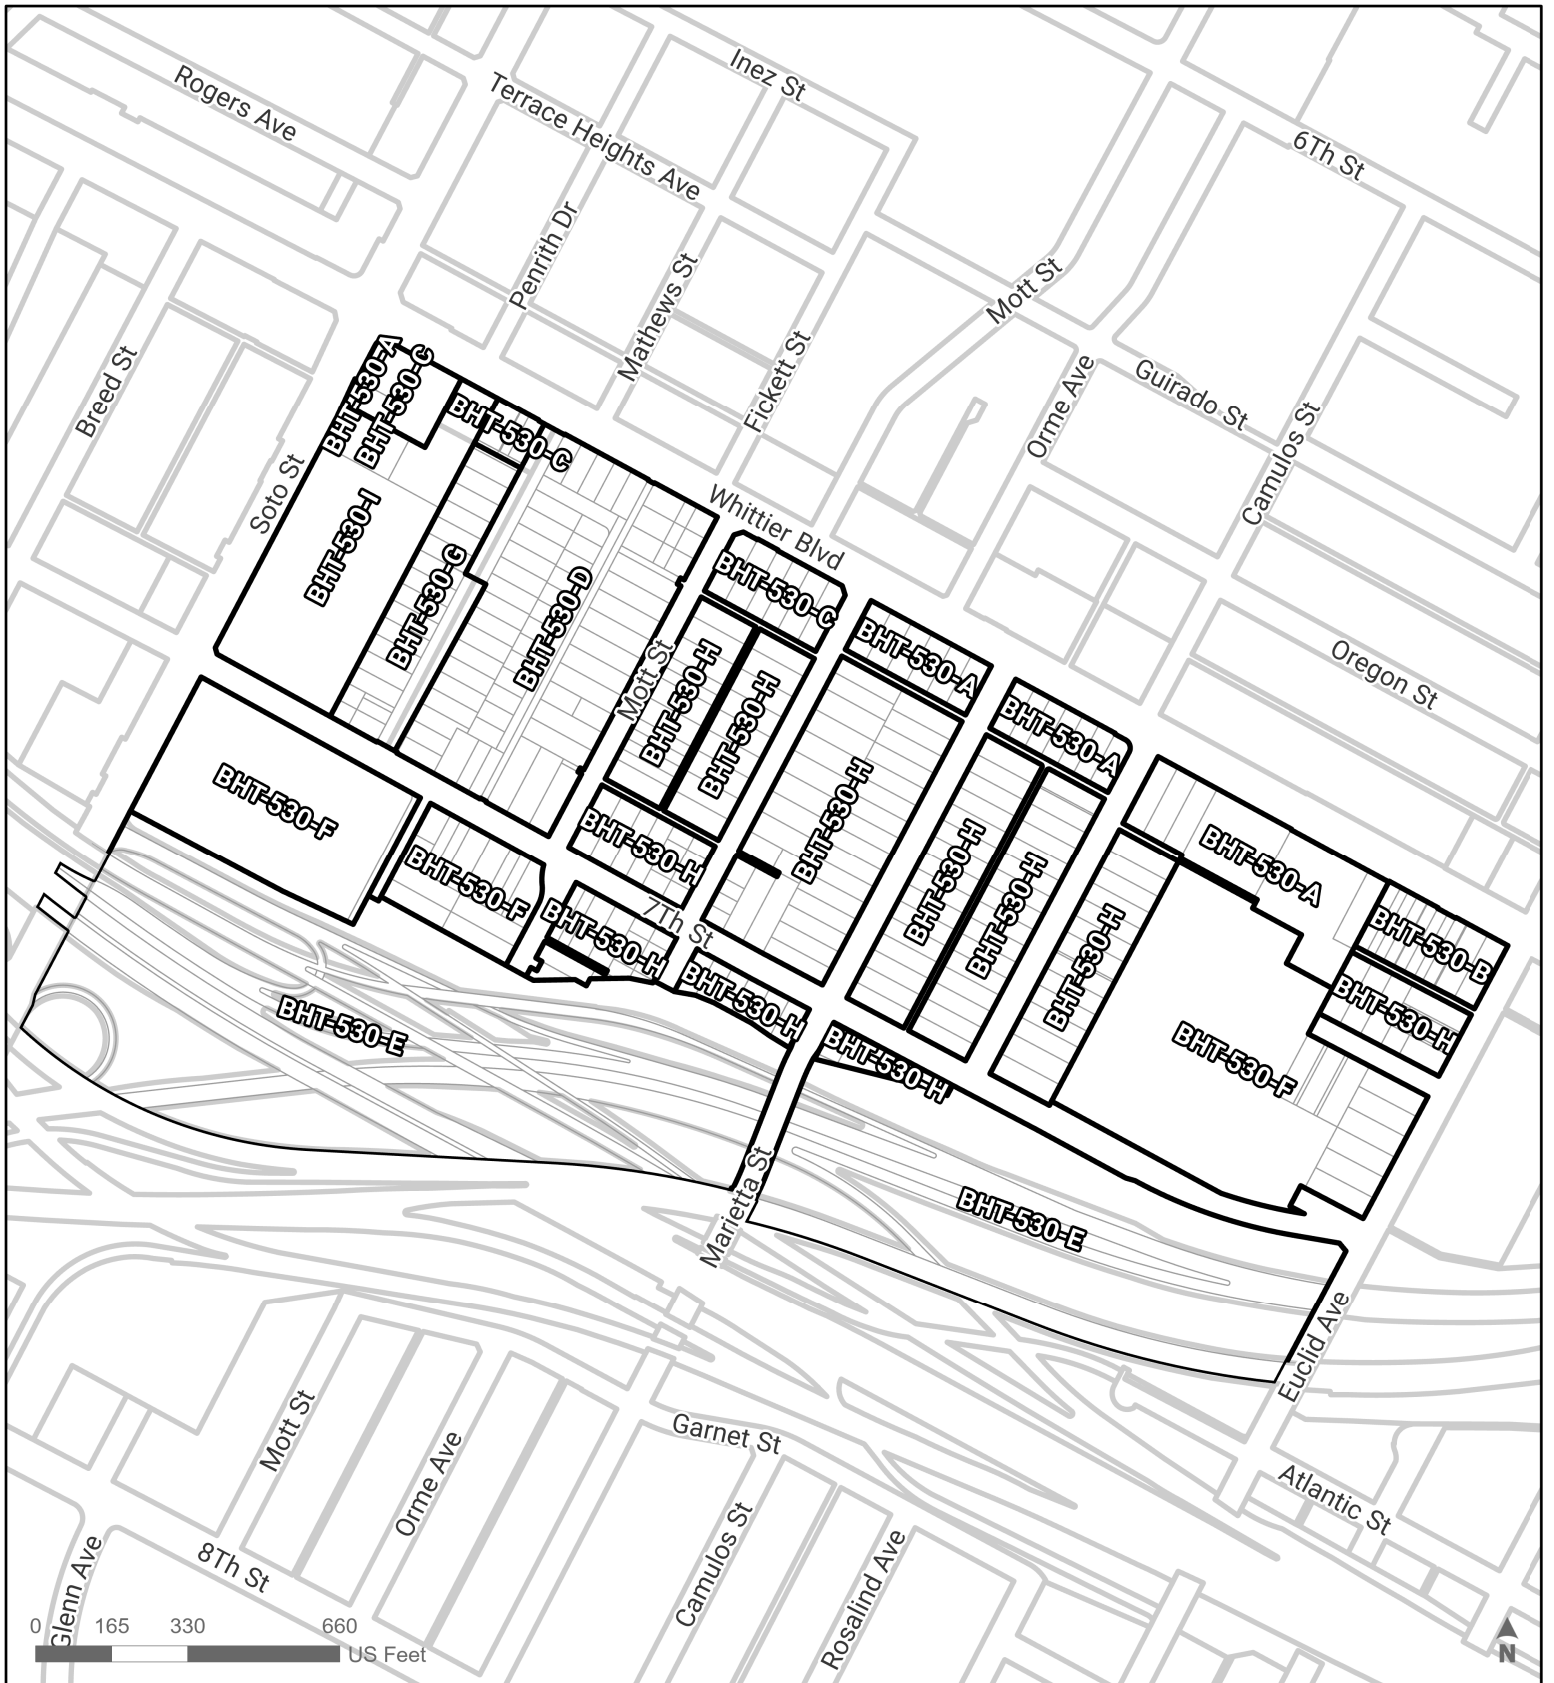 Inez St
Rogers Ave
Terrace Heights Ave
6Th St
Penrith Dr
Mathews St
Mott St
Fickett St
Breed St
Orme Ave
Guirado St
Camulos St
Soto St
BHT-530-A
BHT-530-C
BHT-530-C
Whittier Blvd
BHT-530-I
BHT-530-G
BHT-530-D
BHT-530-C
Mott St
BHT-530-H
BHT-530-H
BHT-530-A
Oregon St
BHT-530-A
BHT-530-F
BHT-530-H
BHT-530-H
BHT-530-F
BHT-530-H
BHT-530-H
BHT-530-A
7Th St
BHT-530-H
BHT-530-H
BHT-530-B
BHT-530-H
BHT-530-H
BHT-530-H
BHT-530-E
BHT-530-H
BHT-530-F
Marietta St
BHT-530-E
Euclid Ave
Mott St
Garnet St
Orme Ave
Atlantic St
Camulos St
8Th St
Glenn Ave
Rosalind Ave
0 165 330 660
US Feet
N